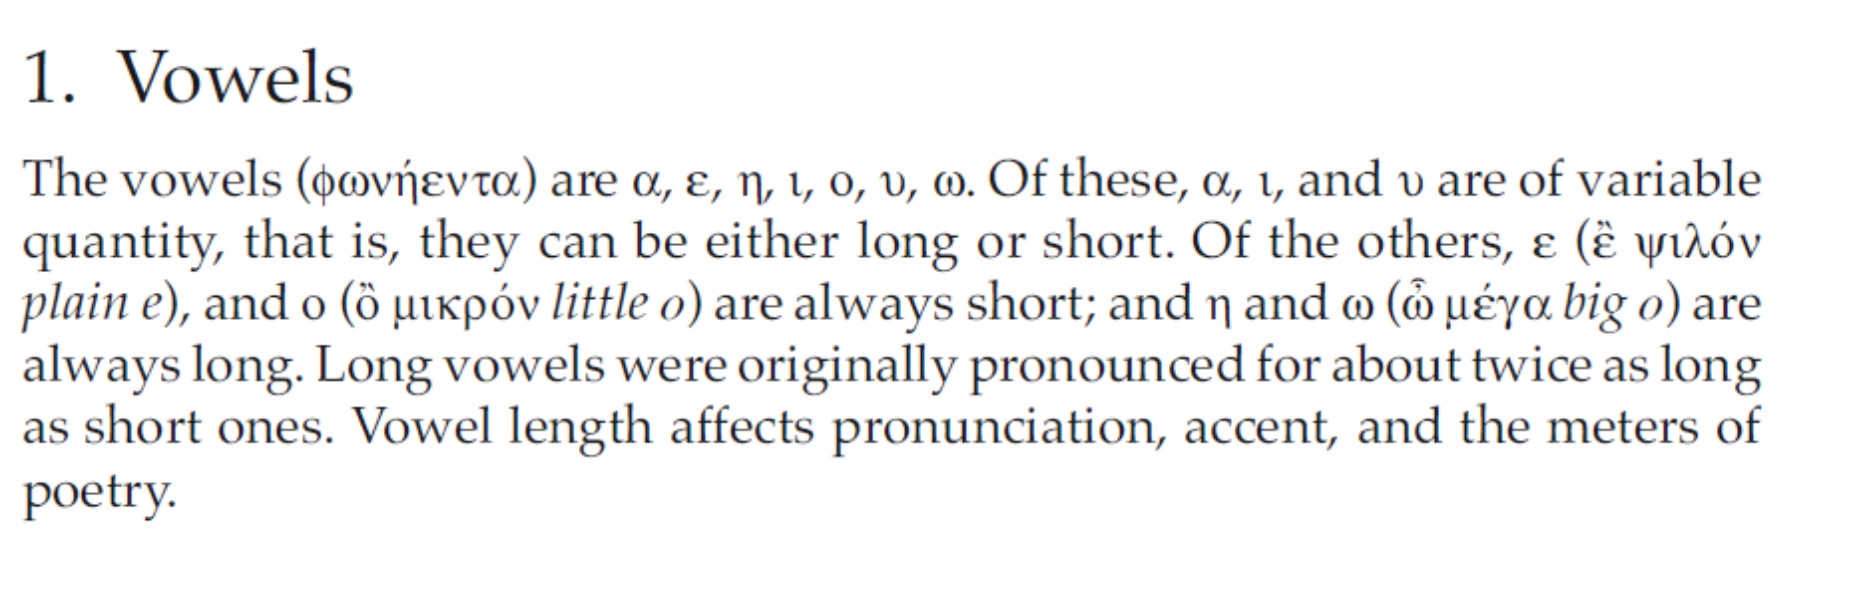 1. Vowels
The vowels (φωνήεντα) are α, ε, η, ι, ο, υ, ω. Of these, α, ι, and υ are of variable
quantity, that is, they can be either long or short. Of the others, ε (ἒ ψιλόν
plain e), and ο (ὂ μικρόν little o) are always short; and η and ω (ὦ μέγα big o) are
always long. Long vowels were originally pronounced for about twice as long
as short ones. Vowel length affects pronunciation, accent, and the meters of
poetry.